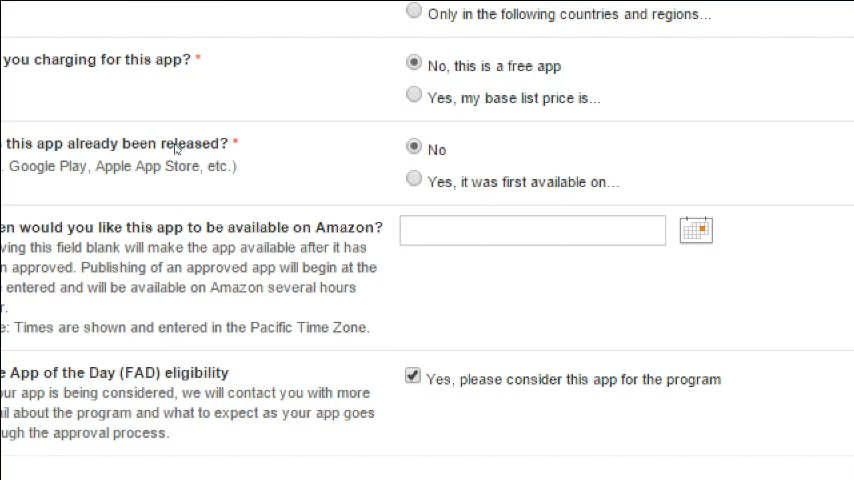 Only in the following countries and regions...
you charging for this app? *
No, this is a free app
Yes, my base list price is...
this app already been released? *
No
. Google Play, Apple App Store, etc.)
Yes, it was first available on...
en would you like this app to be available on Amazon?
ving this field blank will make the app available after it has
n approved. Publishing of an approved app will begin at the
e entered and will be available on Amazon several hours
r.
e: Times are shown and entered in the Pacific Time Zone.
e App of the Day (FAD) eligibility
Yes, please consider this app for the program
our app is being considered, we will contact you with more
ail about the program and what to expect as your app goes
ugh the approval process.